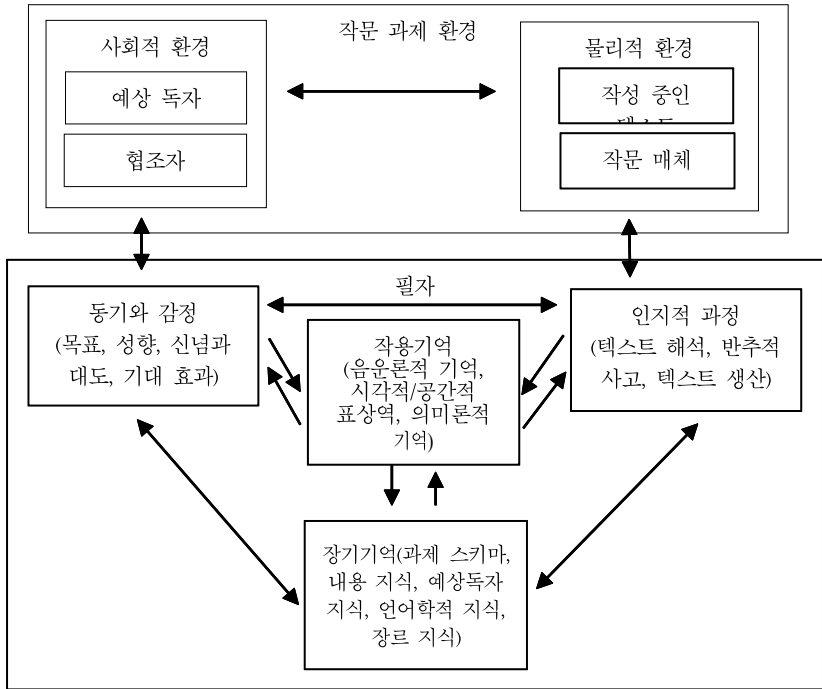 작문 과제 환경
사회적 환경
예상 독자
협조자
물리적 환경
작성 중인
작문 매체
필자
동기와 감정
(목표, 성향, 신념과
대도, 기대 효과)
작용기억
(음운론적 기억,
시각적/공간적
표상역, 의미론적
기억)
인지적 과정
(텍스트 해석, 반추적
사고, 텍스트 생산)
장기기억(과제 스키마,
내용 지식, 예상독자
지식, 언어학적 지식,
장르 지식)